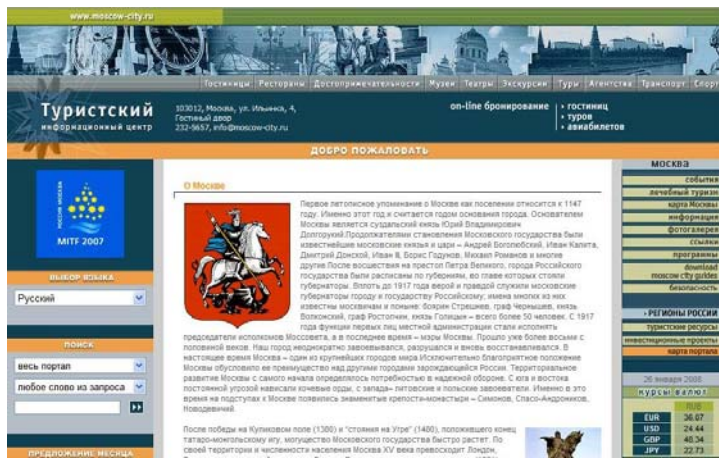 www.moscow-city.ru
Гостиницы Рестораны Достопримечательности Музеи Театры Экскурсии Туры Агентства Транспорт Спорт
Туристский
информационный центр
103012, Москва, ул. Ильинка, 4,
Гостиный двор
232-5657, info@moscow-city.ru
on-line бронирование
› гостиниц
› туров
› авиабилетов
ДОБРО ПОЖАЛОВАТЬ
РОССИЯ МОСКВА
MITF 2007
ВЫБОР ЯЗЫКА
Русский
ПОИСК
весь портал
любое слово из запроса
ПРЕДЛОЖЕНИЕ МЕСЯЦА
О Москве
Первое летописное упоминание о Москве как поселении относится к 1147
году. Именно этот год и считается годом основания города. Основателем
Москвы является суздальский князь Юрий Владимирович
Долгорукий.Продолжателями становления Московского государства были
известнейшие московские князья и цари – Андрей Боголюбский, Иван Калита,
Дмитрий Донской, Иван III, Борис Годунов, Михаил Романов и многие
другие После восшествия на престол Петра Великого, города Российского
государства были расписаны по губерниям, во главе которых стояли
губернаторы. Вплоть до 1917 года верой и правдой служили московские
губернаторы городу и государству Российскому; имена многих из них
известны москвичам и поныне: боярин Стрешнев, граф Чернышев, князь
Волконский, граф Ростопчин, князь Голицын – всего более 50 человек. С 1917
года функции первых лиц местной администрации стали исполнять
председатели исполкомов Моссовета, а в последнее время – мэры Москвы. Прошло уже более восьми с
половиной веков. Наш город неоднократно завоевывался, разрушался и вновь восстанавливался. В
настоящее время Москва – один из крупнейших городов мира Исключительно благоприятное положение
Москвы обусловило ее преимущество над другими городами зарождающейся России. Территориальное
развитие Москвы с самого начала определялось потребностью в надежной обороне. С юга и востока
постоянной угрозой нависали кочевые орды, с запада– литовские и польские завоеватели. Именно в это
время на подступах к Москве появились знаменитые крепости-монастыри – Симонов, Спасо-Андроников,
Новодевичий.
После победы на Куликовом поле (1380) и "стояния на Угре" (1480), положившего конец
татаро-монгольскому игу, могущество Московского государства быстро растет. По
своей территории и численности населения Москва XV века превосходит Лондон,
МОСКВА
события
лечебный туризм
карта Москвы
информация
фотогалерея
ссылки
программы
download
moscow city guides
безопасность
› РЕГИОНЫ РОССИИ
туристские ресурсы
инвестиционные проекты
карта портала
26 января 2008
курсы валют
RUB
EUR 36.07
USD 24.44
GBP 48.34
JPY 22.73